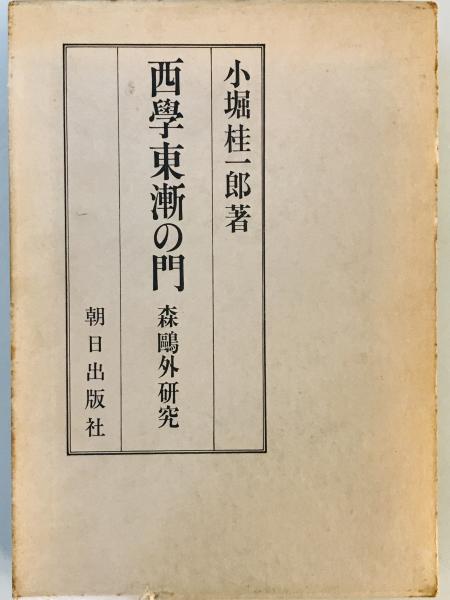 小堀桂一郎著
西學東漸の門 森鷗外研究
朝日出版社